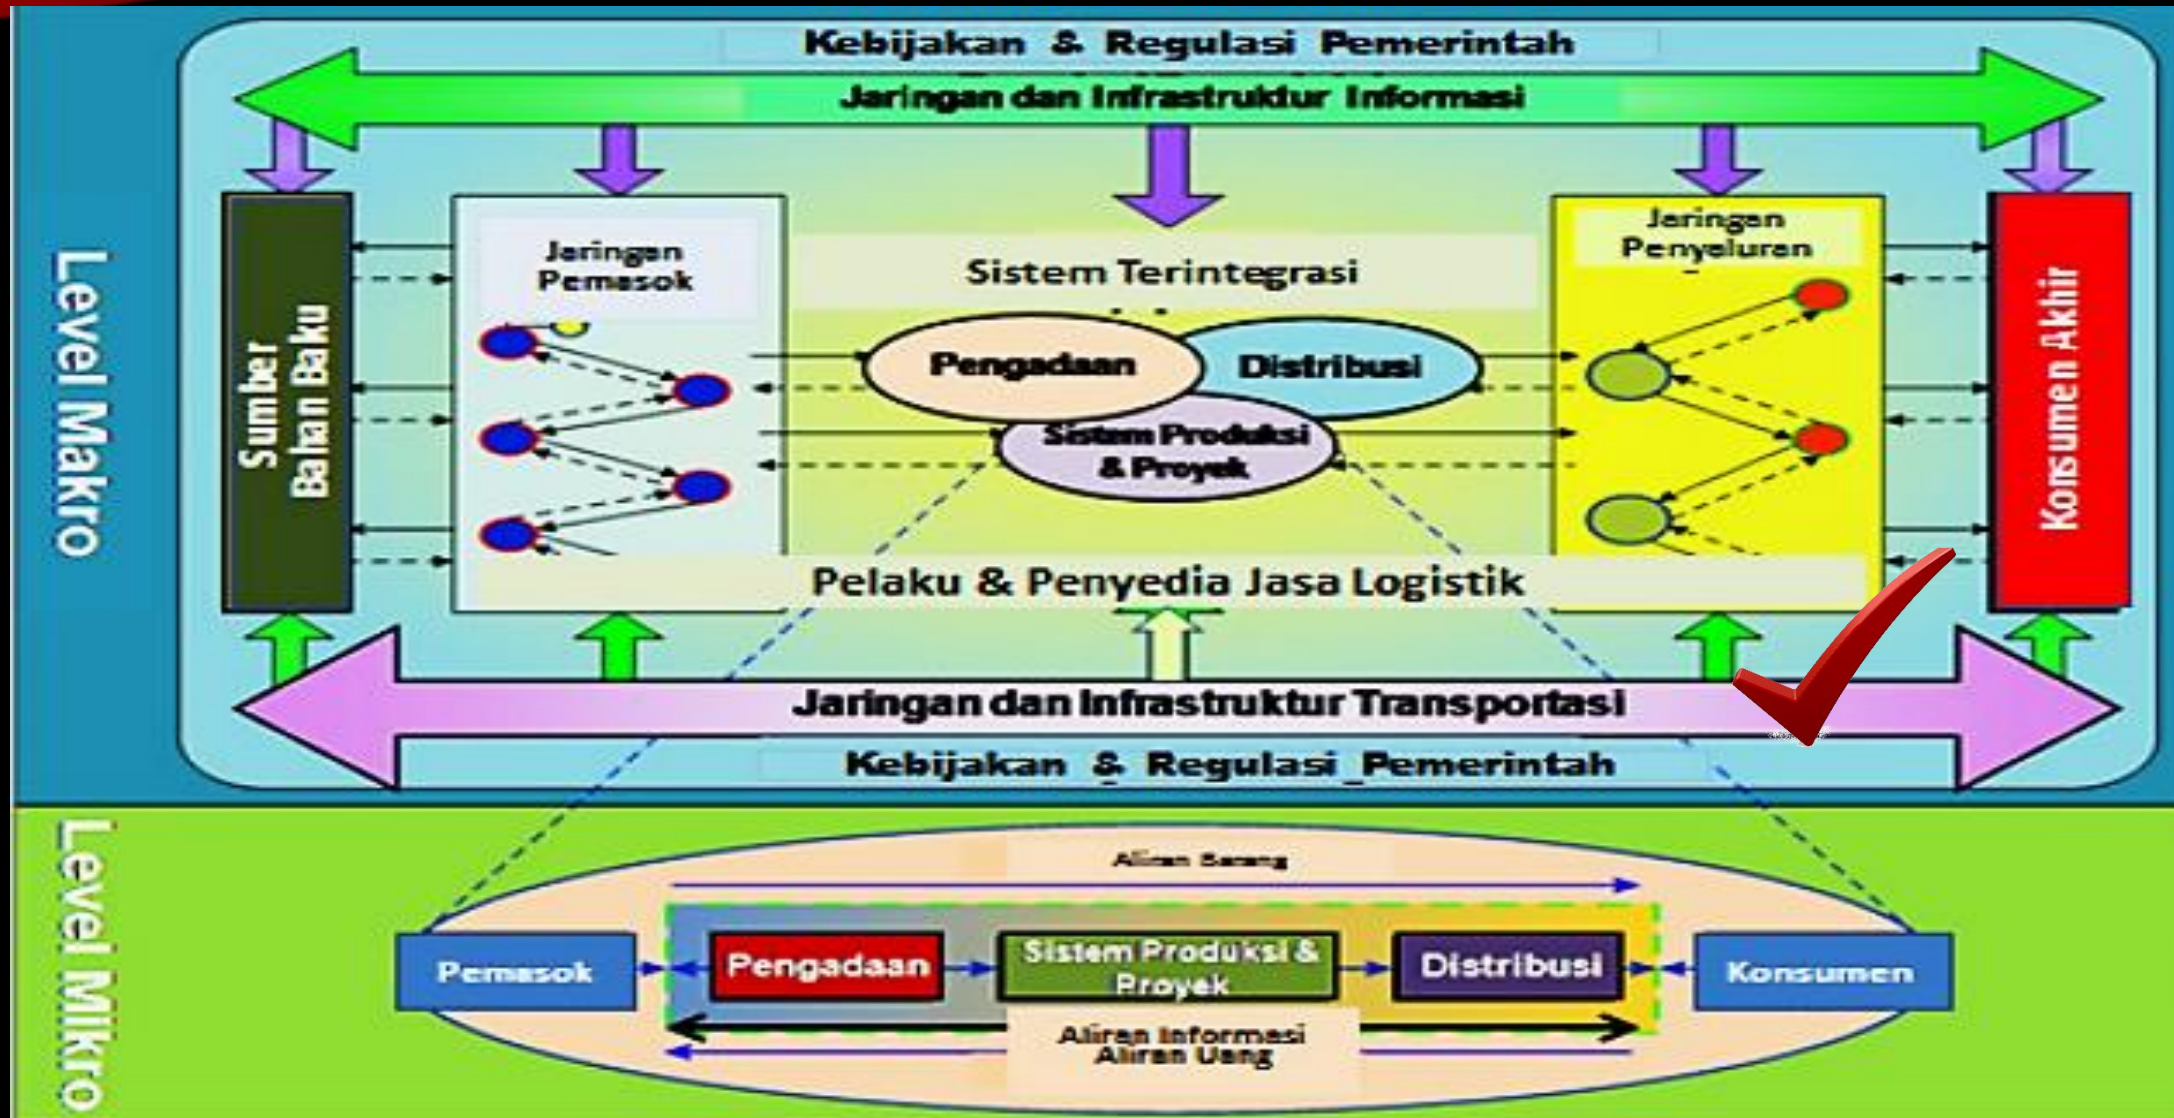 Kebijakan & Regulasi Pemerintah
Jaringan dan Infrastruktur Informasi
Level Makro
Sumber
Bahan Baku
Jaringan
Pemasok
Sistem Terintegrasi
Pengadaan
Distribusi
Sistem Produksi
& Proyek
Jaringan
Penyaluran
Konsumen Akhir
Pelaku & Penyedia Jasa Logistik
Jaringan dan Infrastruktur Transportasi
Kebijakan & Regulasi Pemerintah
Level Mikro
Aliran Barang
Pemasok
Pengadaan
Sistem Produksi &
Proyek
Distribusi
Konsumen
Aliran Informasi
Aliran Uang